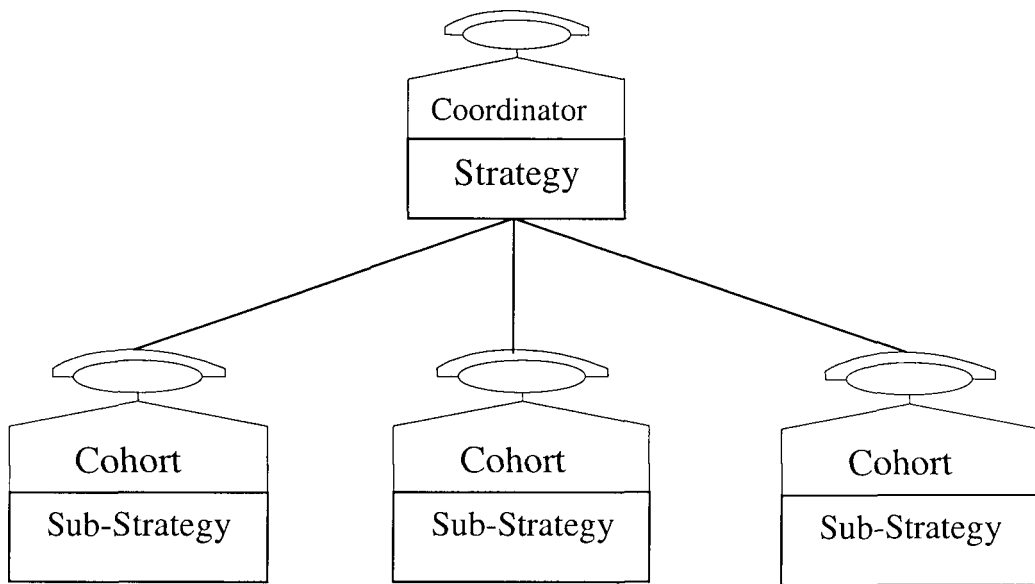 Coordinator
Strategy
Cohort
Cohort
Cohort
Sub-Strategy
Sub-Strategy
Sub-Strategy